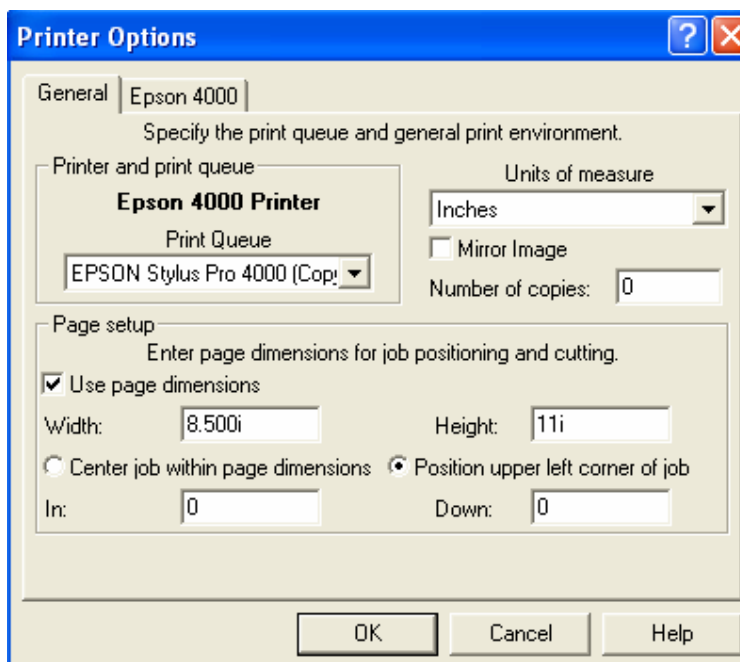 Printer Options
General
Epson 4000
Specify the print queue and general print environment.
Printer and print queue
Epson 4000 Printer
Print Queue
EPSON Stylus Pro 4000 (Copy
Units of measure
Inches
Mirror Image
Number of copies: 0
Page setup
Enter page dimensions for job positioning and cutting.
Use page dimensions
Width: 8.500i Height: 11i
Center job within page dimensions Position upper left corner of job
In: 0 Down: 0
OK Cancel Help